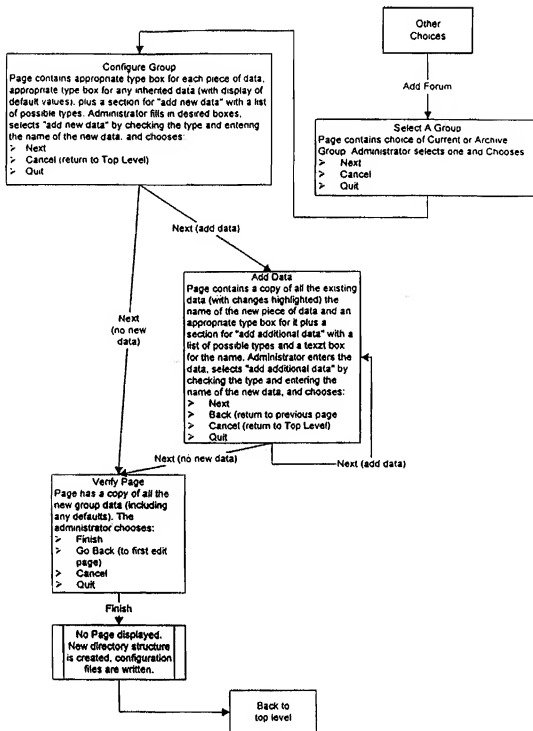 Other
Choices
Add Forum
Select A Group
Page contains choice of Current or Archive
Group Administrator selects one and Chooses
> Next
> Cancel
> Quit
Configure Group
Page contains appropriate type box for each piece of data,
appropriate type box for any inherited data (with display of
default values), plus a section for "add new data" with a list
of possible types. Administrator fills in desired boxes,
selects "add new data" by checking the type and entering
the name of the new data, and chooses:
> Next
> Cancel (return to Top Level)
> Quit
Next (add data)
Next
(no new
data)
Add Data
Page contains a copy of all the existing
data (with changes highlighted) the
name of the new piece of data and an
appropriate type box for it plus a
section for "add additional data" with a
list of possible types and a texzt box
for the name. Administrator enters the
data, selects "add additional data" by
checking the type and entering the
name of the new data, and chooses:
> Next
> Back (return to previous page
> Cancel (return to Top Level)
> Quit
Next (no new data)
Next (add data)
Verify Page
Page has a copy of all the
new group data (including
any defaults). The
administrator chooses:
> Finish
> Go Back (to first edit
page)
> Cancel
> Quit
Finish
No Page displayed.
New directory structure
is created, configuration
files are written.
Back to
top level